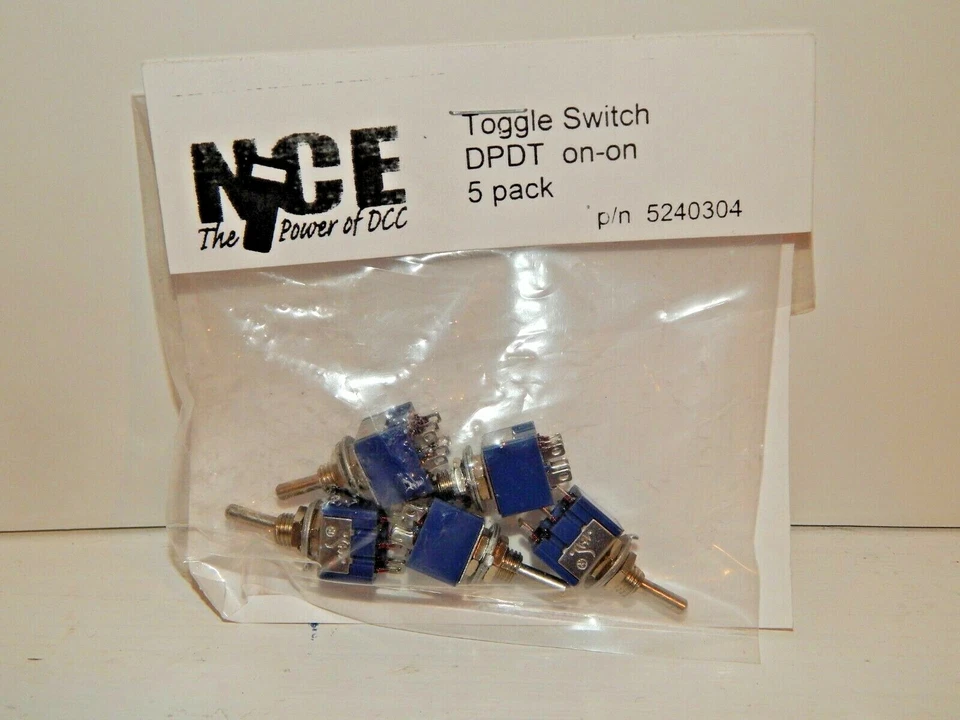 NCE
The Power of DCC
Toggle Switch
DPDT on-on
5 pack
p/n 5240304